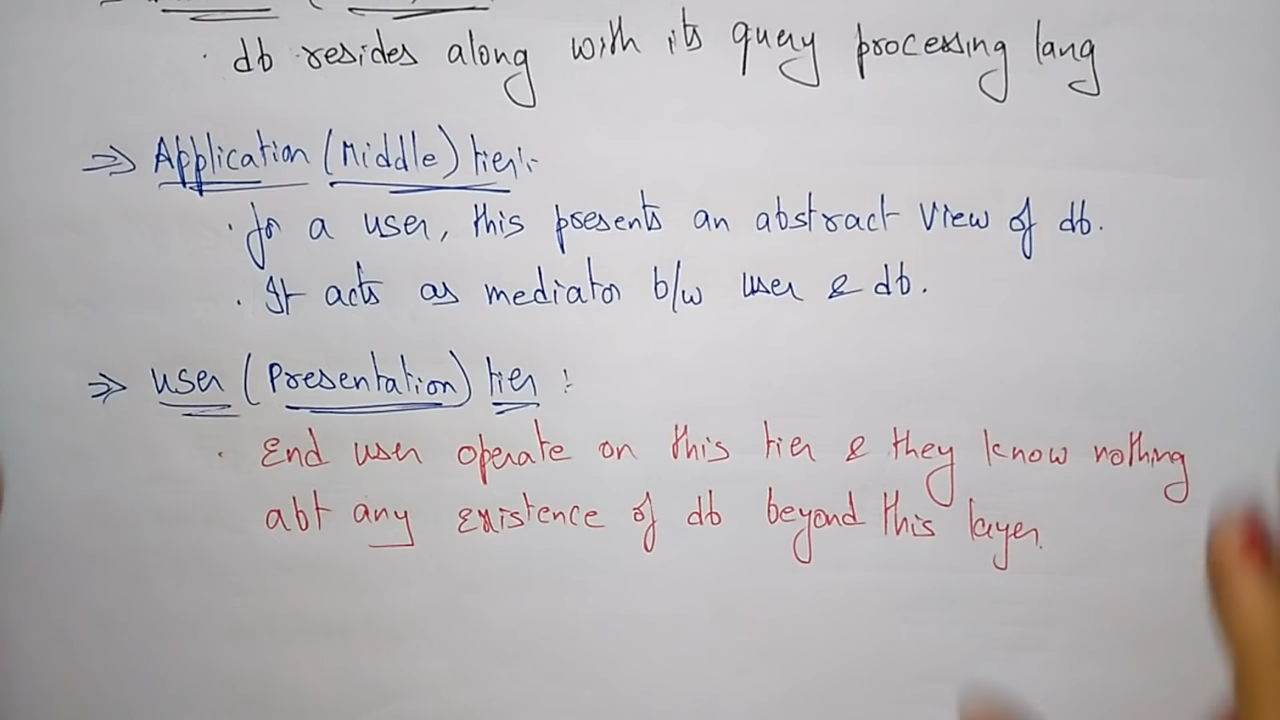 · db resides along with its query processing lang
⇒ Application (Middle) tier:-
· for a user, this presents an abstract view of db.
· It acts as mediator b/w user & db.
⇒ user (Presentation) tier :
· End user operate on this tier & they know nothing
abt any existence of db beyond this layer.